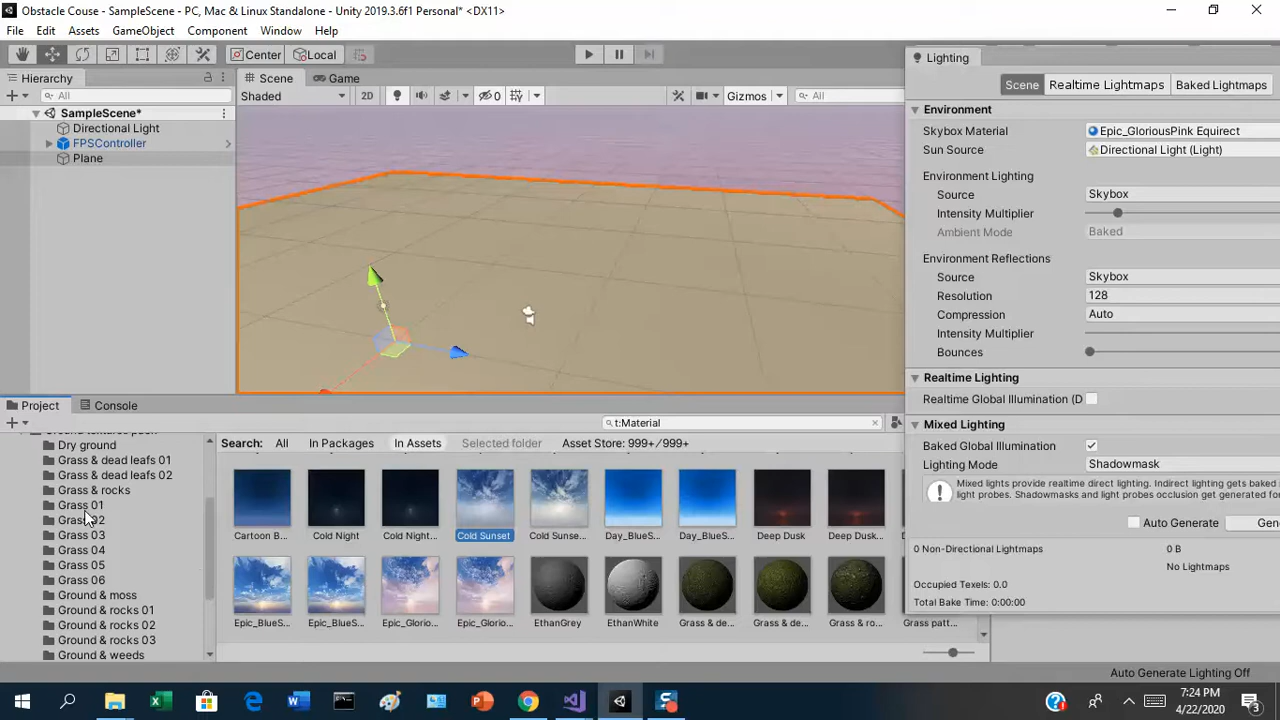 Obstacle Couse - SampleScene - PC, Mac & Linux Standalone - Unity 2019.3.6f1 Personal* <DX11>
File Edit Assets GameObject Component Window Help
Center Local
Hierarchy
All
SampleScene*
Directional Light
FPSController
Plane
Scene Game
Shaded 2D 0 Gizmos All
Lighting
Scene Realtime Lightmaps Baked Lightmaps
Environment
Skybox Material Epic_GloriousPink Equirect
Sun Source Directional Light (Light)
Environment Lighting
Source Skybox
Intensity Multiplier
Ambient Mode Baked
Environment Reflections
Source Skybox
Resolution 128
Compression Auto
Intensity Multiplier
Bounces
Realtime Lighting
Realtime Global Illumination (D
Mixed Lighting
Baked Global Illumination
Lighting Mode Shadowmask
Mixed lights provide realtime direct lighting. Indirect lighting gets baked
light probes. Shadowmasks and light probes occlusion get generated fo
Auto Generate Gen
0 Non-Directional Lightmaps 0 B
No Lightmaps
Occupied Texels: 0.0
Total Bake Time: 0:00:00
Project Console
t:Material
Search: All In Packages In Assets Selected folder Asset Store: 999+/999+
Dry ground
Grass & dead leafs 01
Grass & dead leafs 02
Grass & rocks
Grass 01
Grass 02
Grass 03
Grass 04
Grass 05
Grass 06
Ground & moss
Ground & rocks 01
Ground & rocks 02
Ground & rocks 03
Ground & weeds
Cartoon B... Cold Night Cold Night... Cold Sunset Cold Sunse... Day_BlueS... Day_BlueS... Deep Dusk Deep Dusk...
Epic_BlueS... Epic_BlueS... Epic_Glorio... Epic_Glorio... EthanGrey EthanWhite Grass & de... Grass & de... Grass & ro... Grass patt...
Auto Generate Lighting Off
7:24 PM
4/22/2020
3